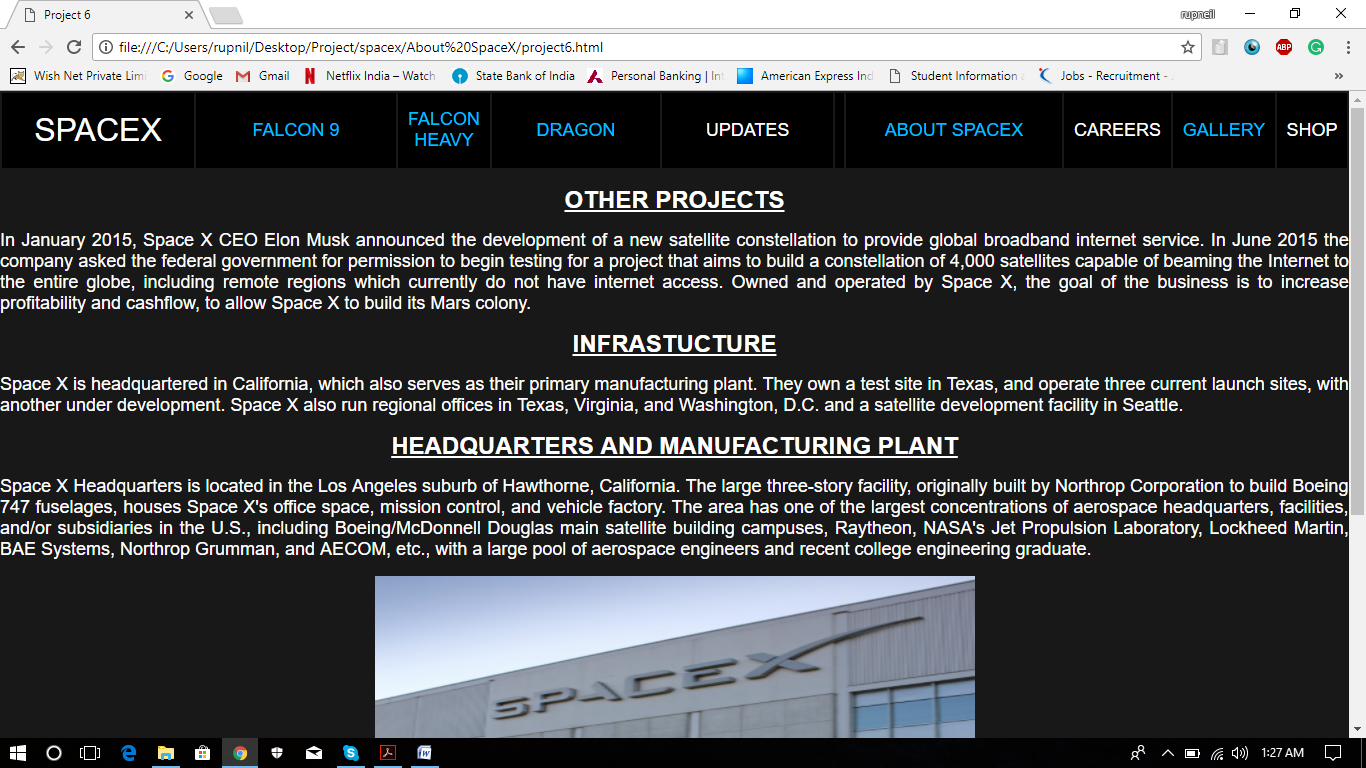 Project 6
rupneil
file:///C:/Users/rupnil/Desktop/Project/spacex/About%20SpaceX/project6.html
Wish Net Private Limi
Google
Gmail
Netflix India – Watch
State Bank of India
Personal Banking | Int
American Express Ind
Student Information a
Jobs - Recruitment -
»
SPACEX
FALCON 9
FALCON
HEAVY
DRAGON
UPDATES
ABOUT SPACEX
CAREERS
GALLERY
SHOP
OTHER PROJECTS
In January 2015, Space X CEO Elon Musk announced the development of a new satellite constellation to provide global broadband internet service. In June 2015 the
company asked the federal government for permission to begin testing for a project that aims to build a constellation of 4,000 satellites capable of beaming the Internet to
the entire globe, including remote regions which currently do not have internet access. Owned and operated by Space X, the goal of the business is to increase
profitability and cashflow, to allow Space X to build its Mars colony.
INFRASTUCTURE
Space X is headquartered in California, which also serves as their primary manufacturing plant. They own a test site in Texas, and operate three current launch sites, with
another under development. Space X also run regional offices in Texas, Virginia, and Washington, D.C. and a satellite development facility in Seattle.
HEADQUARTERS AND MANUFACTURING PLANT
Space X Headquarters is located in the Los Angeles suburb of Hawthorne, California. The large three-story facility, originally built by Northrop Corporation to build Boeing
747 fuselages, houses Space X's office space, mission control, and vehicle factory. The area has one of the largest concentrations of aerospace headquarters, facilities,
and/or subsidiaries in the U.S., including Boeing/McDonnell Douglas main satellite building campuses, Raytheon, NASA's Jet Propulsion Laboratory, Lockheed Martin,
BAE Systems, Northrop Grumman, and AECOM, etc., with a large pool of aerospace engineers and recent college engineering graduate.
SPACEX
1:27 AM